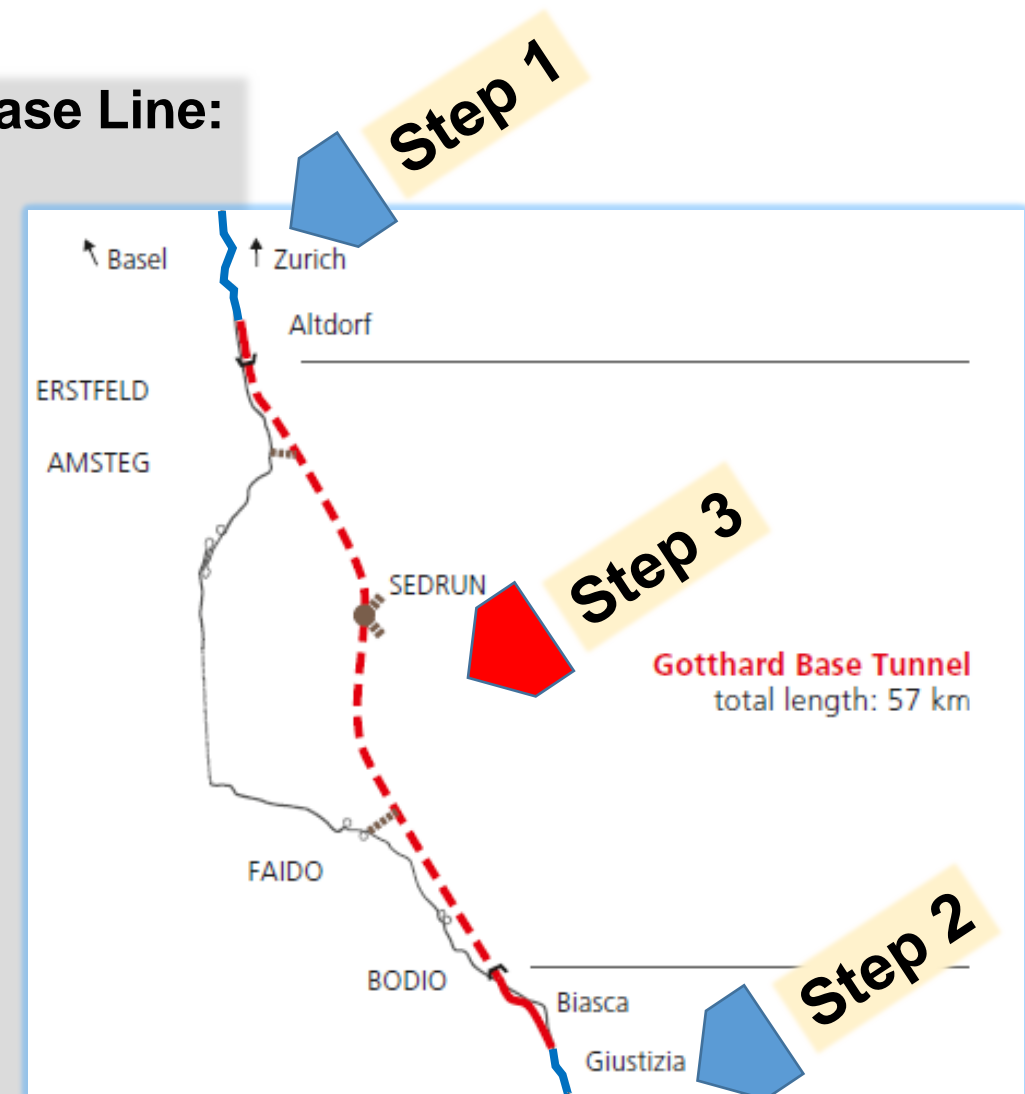 ase Line:
Step 1
Basel
Zurich
Altdorf
ERSTFELD
AMSTEG
Step 3
SEDRUN
Gotthard Base Tunnel
total length: 57 km
FAIDO
Step 2
BODIO
Biasca
Giustizia